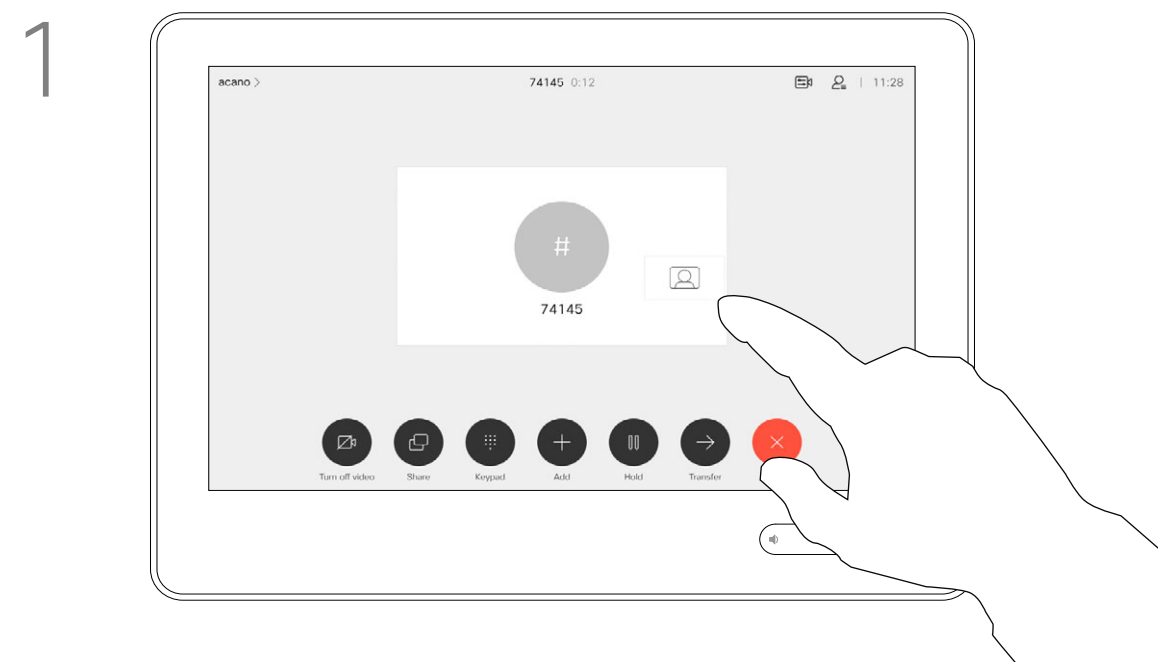 1
acano >
74145 0:12
11:28
#
74145
Turn off video
Share
Keypad
Add
Hold
Transfer